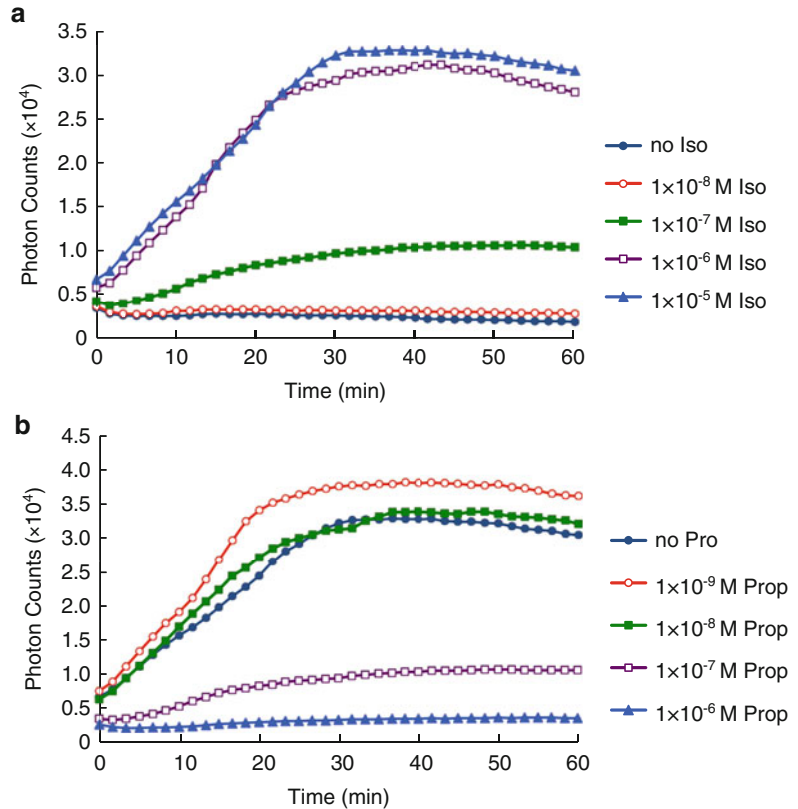 a
3.5
3.0
2.5
2.0
1.5
1.0
0.5
0
Photon Counts (×10⁴)
0 10 20 30 40 50 60
Time (min)
no Iso
1×10⁻⁸ M Iso
1×10⁻⁷ M Iso
1×10⁻⁶ M Iso
1×10⁻⁵ M Iso
b
4.5
4.0
3.5
3.0
2.5
2.0
1.5
1.0
0.5
0
Photon Counts (×10⁴)
0 10 20 30 40 50 60
Time (min)
no Pro
1×10⁻⁹ M Prop
1×10⁻⁸ M Prop
1×10⁻⁷ M Prop
1×10⁻⁶ M Prop